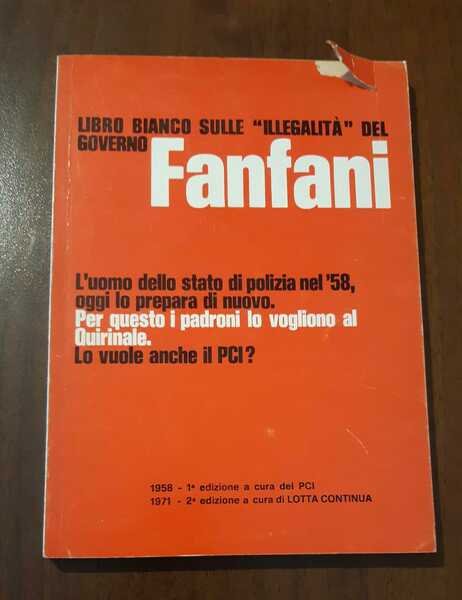 LIBRO BIANCO SULLE "ILLEGALITÀ" DEL
GOVERNO Fanfani
L'uomo dello stato di polizia nel '58,
oggi lo prepara di nuovo.
Per questo i padroni lo vogliono al
Quirinale.
Lo vuole anche il PCI?
1958 - 1ª edizione a cura del PCI
1971 - 2ª edizione a cura di LOTTA CONTINUA